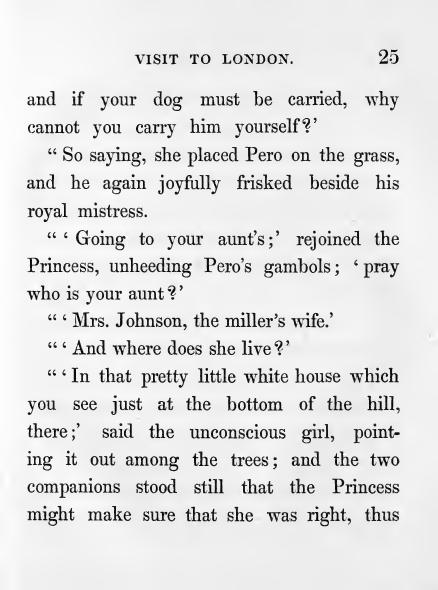 VISIT TO LONDON. 25
and if your dog must be carried, why
cannot you carry him yourself?’
“ So saying, she placed Pero on the grass,
and he again joyfully frisked beside his
royal mistress.
“ ‘ Going to your aunt’s;’ rejoined the
Princess, unheeding Pero’s gambols; ‘ pray
who is your aunt?’
“ ‘ Mrs. Johnson, the miller’s wife.’
“ ‘ And where does she live?’
“ ‘ In that pretty little white house which
you see just at the bottom of the hill,
there;’ said the unconscious girl, point-
ing it out among the trees; and the two
companions stood still that the Princess
might make sure that she was right, thus